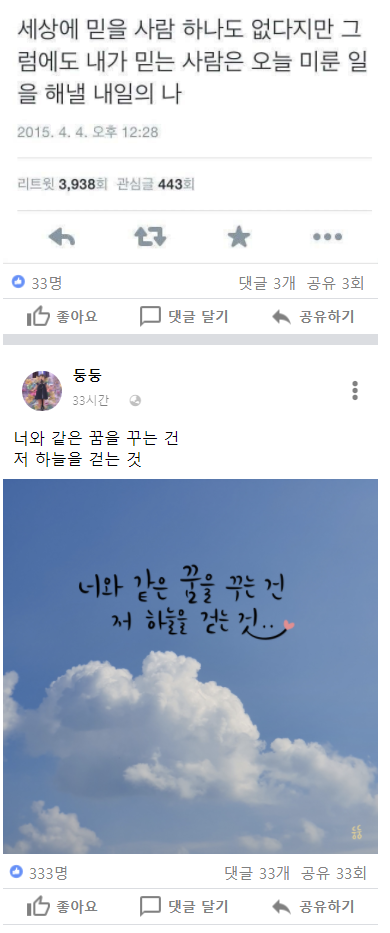 세상에 믿을 사람 하나도 없다지만 그
럼에도 내가 믿는 사람은 오늘 미룬 일
을 해낼 내일의 나
2015. 4. 4. 오후 12:28
리트윗 3,938회 관심글 443회
33명 댓글 3개 공유 3회
좋아요 댓글 달기 공유하기
둥둥
33시간
너와 같은 꿈을 꾸는 건
저 하늘을 걷는 것
너와 같은 꿈을 꾸는 건
저 하늘을 걷는 것..
333명 댓글 33개 공유 33회
좋아요 댓글 달기 공유하기